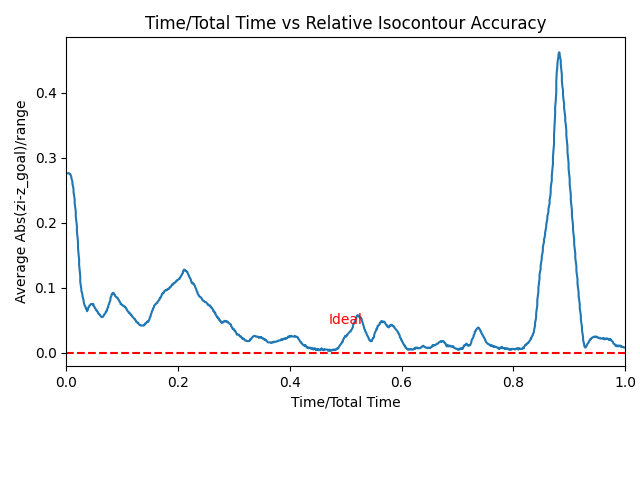 Time/Total Time vs Relative Isocontour Accuracy
Average Abs(zi-z_goal)/range
0.4
0.3
0.2
0.1
0.0
Ideal
0.0 0.2 0.4 0.6 0.8 1.0
Time/Total Time